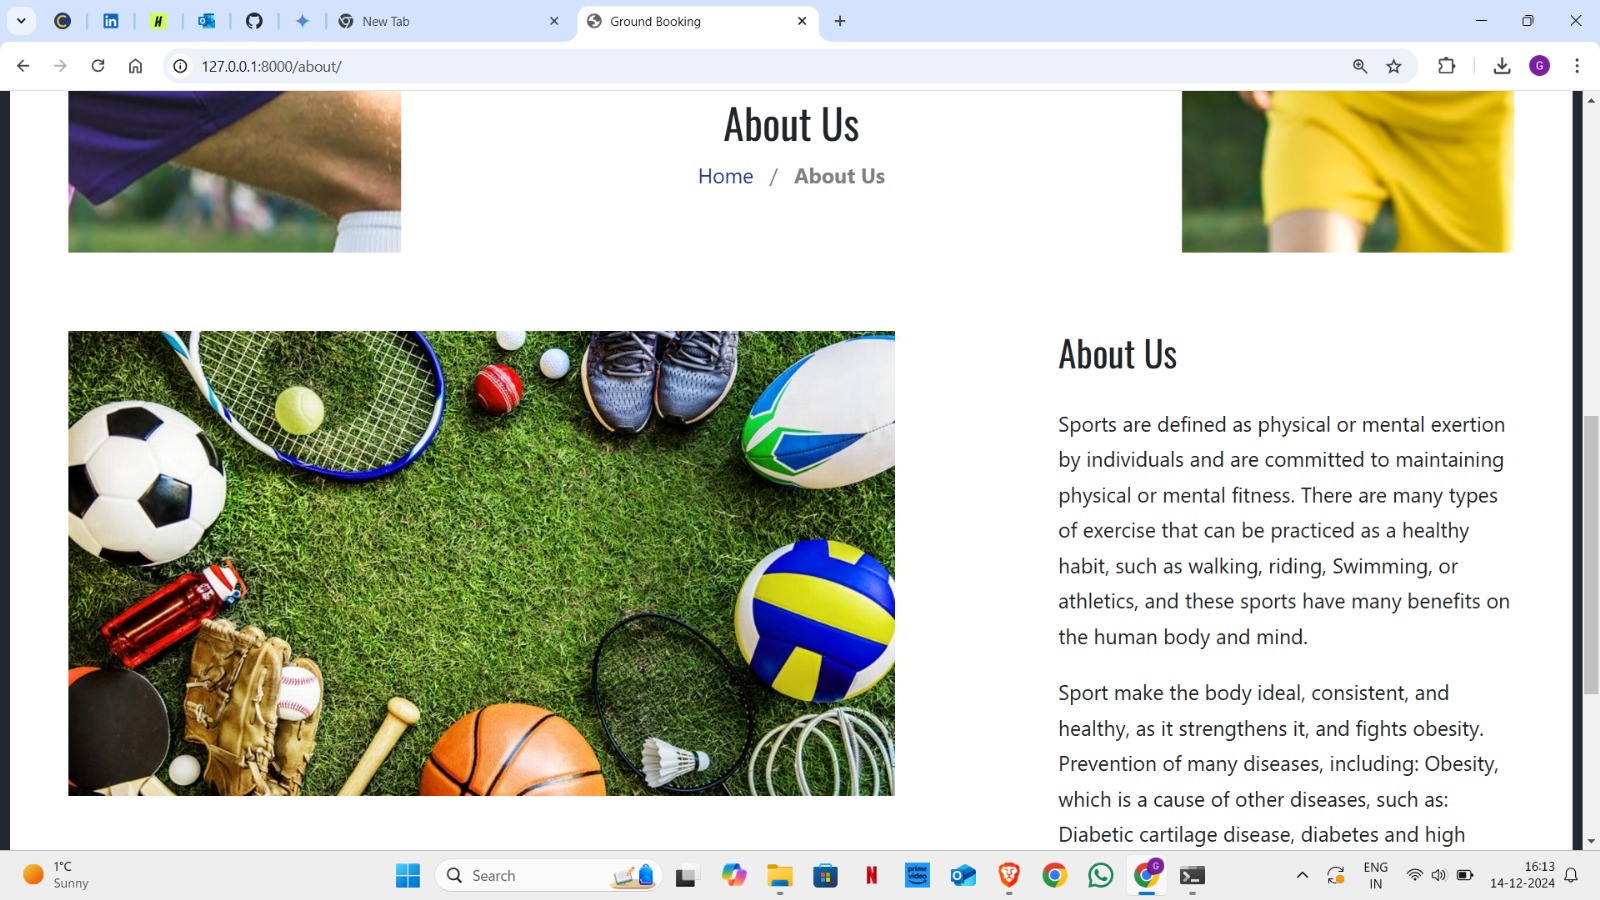 New Tab
Ground Booking
127.0.0.1:8000/about/
G
About Us
Home / About Us
About Us
Sports are defined as physical or mental exertion
by individuals and are committed to maintaining
physical or mental fitness. There are many types
of exercise that can be practiced as a healthy
habit, such as walking, riding, Swimming, or
athletics, and these sports have many benefits on
the human body and mind.
Sport make the body ideal, consistent, and
healthy, as it strengthens it, and fights obesity.
Prevention of many diseases, including: Obesity,
which is a cause of other diseases, such as:
Diabetic cartilage disease, diabetes and high
1°C
Sunny
Search
prime video
ENG
IN
16:13
14-12-2024